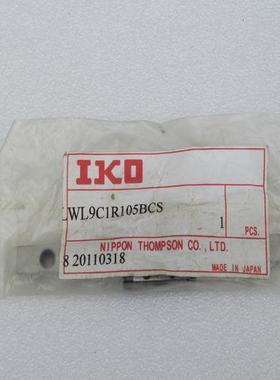 IKO
LWL9C1R105BCS
1
PCS.
NIPPON THOMPSON CO., LTD.
8 20110318
MADE IN JAPAN